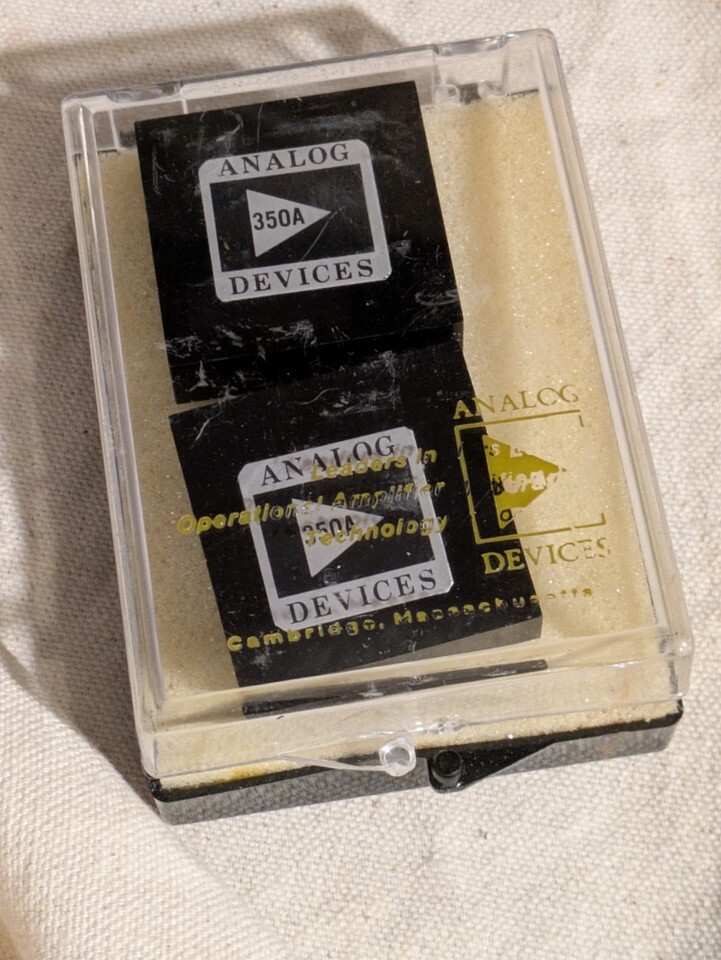 ANALOG
350A
DEVICES
ANALOG
350A
DEVICES
ANALOG
DEVICES
Leaders in
Operational Amplifier
Technology
Cambridge, Massachusetts